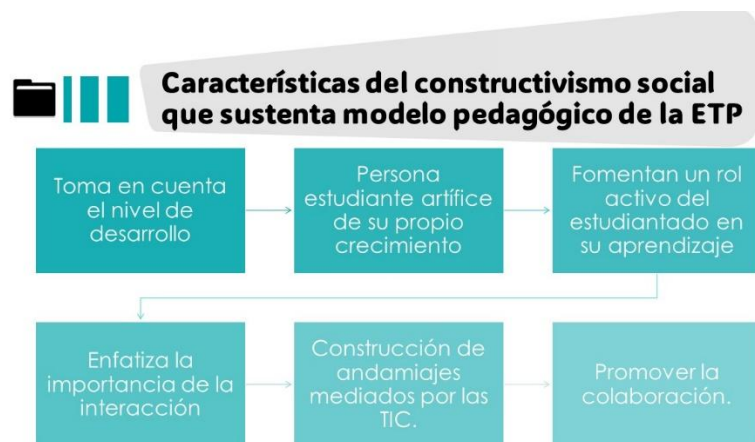 Características del constructivismo social
que sustenta modelo pedagógico de la ETP
Toma en cuenta
el nivel de
desarrollo
Persona
estudiante artífice
de su propio
crecimiento
Fomentan un rol
activo del
estudiantado en
su aprendizaje
Enfatiza la
importancia de la
interacción
Construcción de
andamiajes
mediados por las
TIC.
Promover la
colaboración.